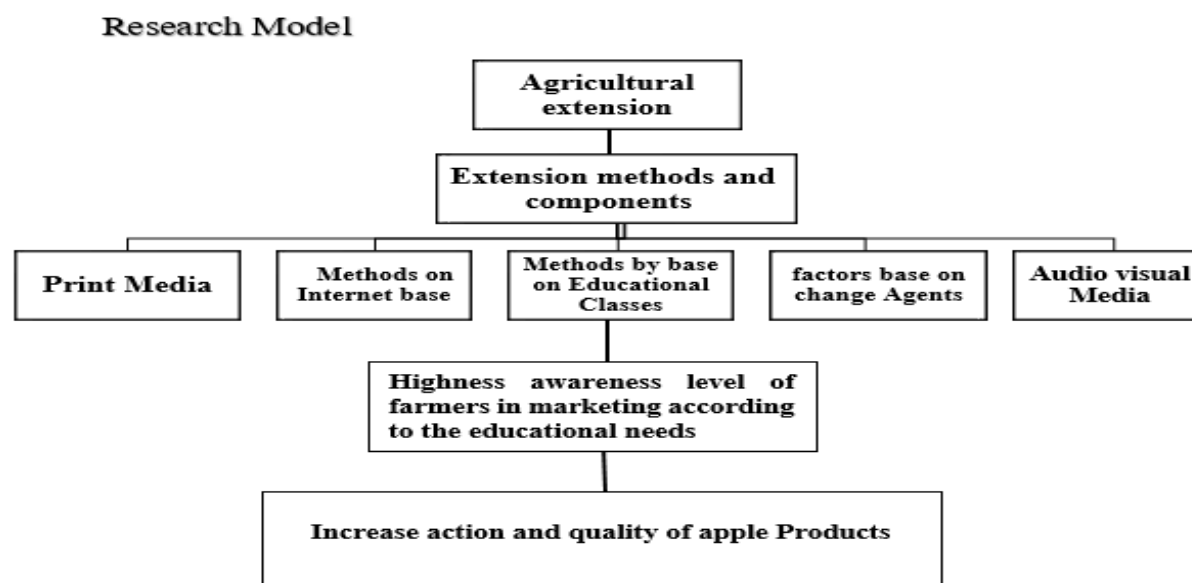 Research Model
Agricultural
extension
Extension methods and
components
Print Media
Methods on
Internet base
Methods by base
on Educational
Classes
factors base on
change Agents
Audio visual
Media
Highness awareness level of
farmers in marketing according
to the educational needs
Increase action and quality of apple Products